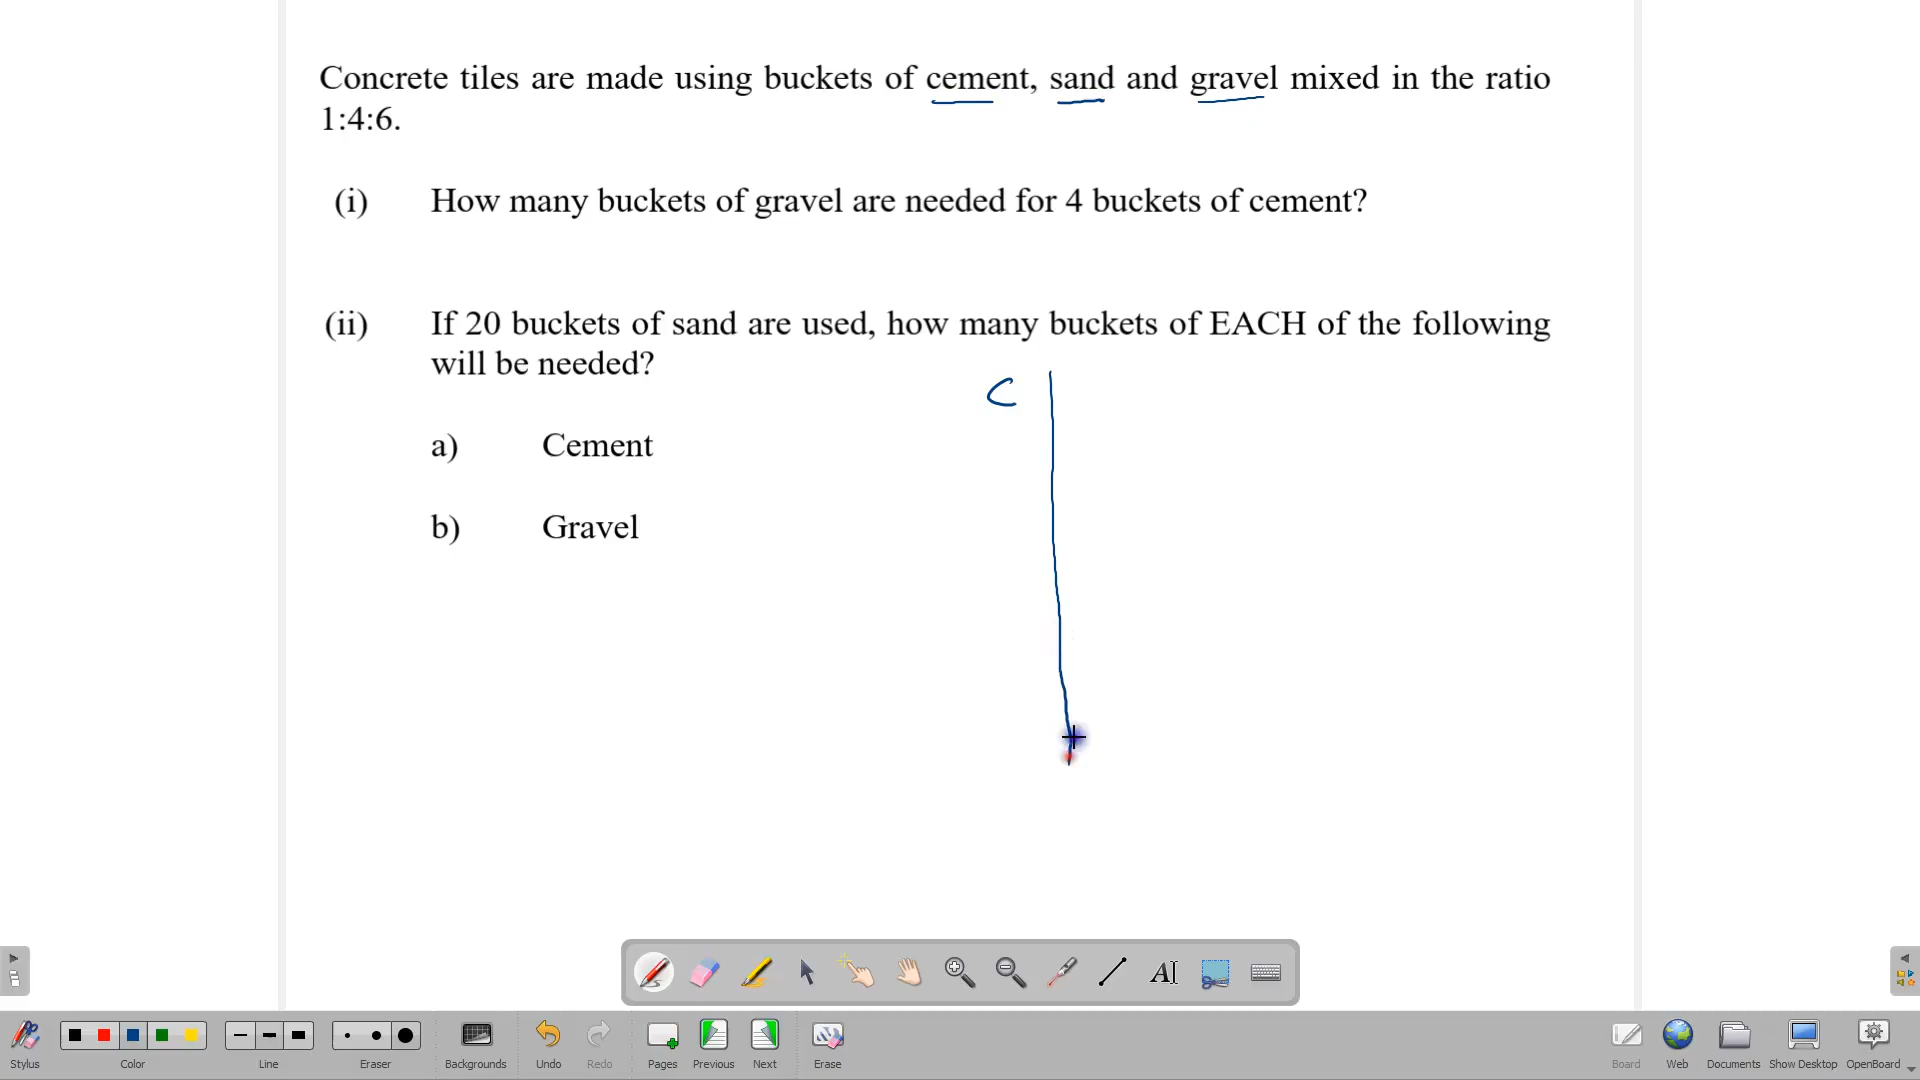 Concrete tiles are made using buckets of cement, sand and gravel mixed in the ratio
1:4:6.
(i) How many buckets of gravel are needed for 4 buckets of cement?
(ii) If 20 buckets of sand are used, how many buckets of EACH of the following
will be needed?
C
a) Cement
b) Gravel
AI
Stylus Color Line Eraser Backgrounds Undo Redo Pages Previous Next Erase Board Web Documents Show Desktop OpenBoard